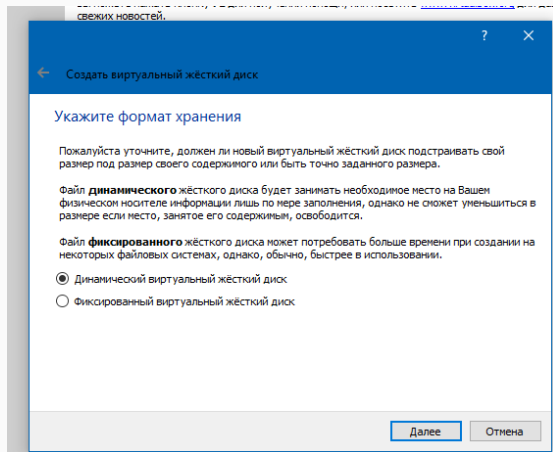 свежих новостей.
?
Создать виртуальный жёсткий диск
Укажите формат хранения
Пожалуйста уточните, должен ли новый виртуальный жёсткий диск подстраивать свой
размер под размер своего содержимого или быть точно заданного размера.
Файл динамического жёсткого диска будет занимать необходимое место на Вашем
физическом носителе информации лишь по мере заполнения, однако не сможет уменьшиться в
размере если место, занятое его содержимым, освободится.
Файл фиксированного жёсткого диска может потребовать больше времени при создании на
некоторых файловых системах, однако, обычно, быстрее в использовании.
Динамический виртуальный жёсткий диск
Фиксированный виртуальный жёсткий диск
Далее Отмена